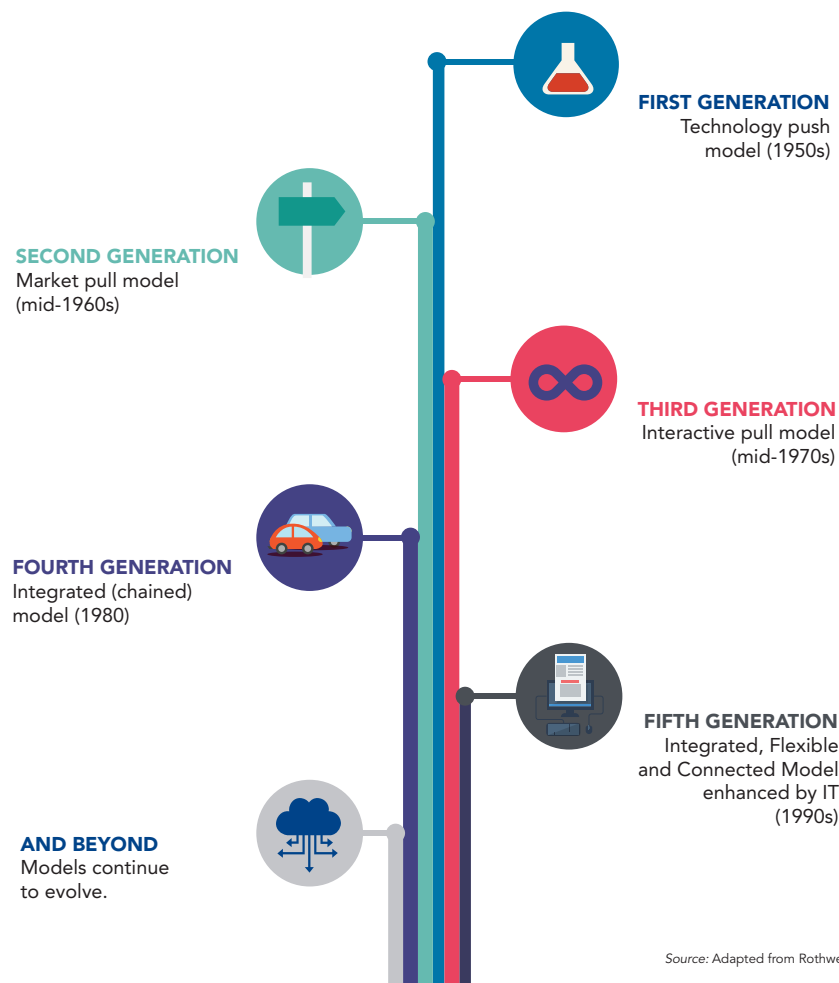 FIRST GENERATION
Technology push
model (1950s)
SECOND GENERATION
Market pull model
(mid-1960s)
THIRD GENERATION
Interactive pull model
(mid-1970s)
FOURTH GENERATION
Integrated (chained)
model (1980)
FIFTH GENERATION
Integrated, Flexible
and Connected Model
enhanced by IT
(1990s)
AND BEYOND
Models continue
to evolve.
Source: Adapted from